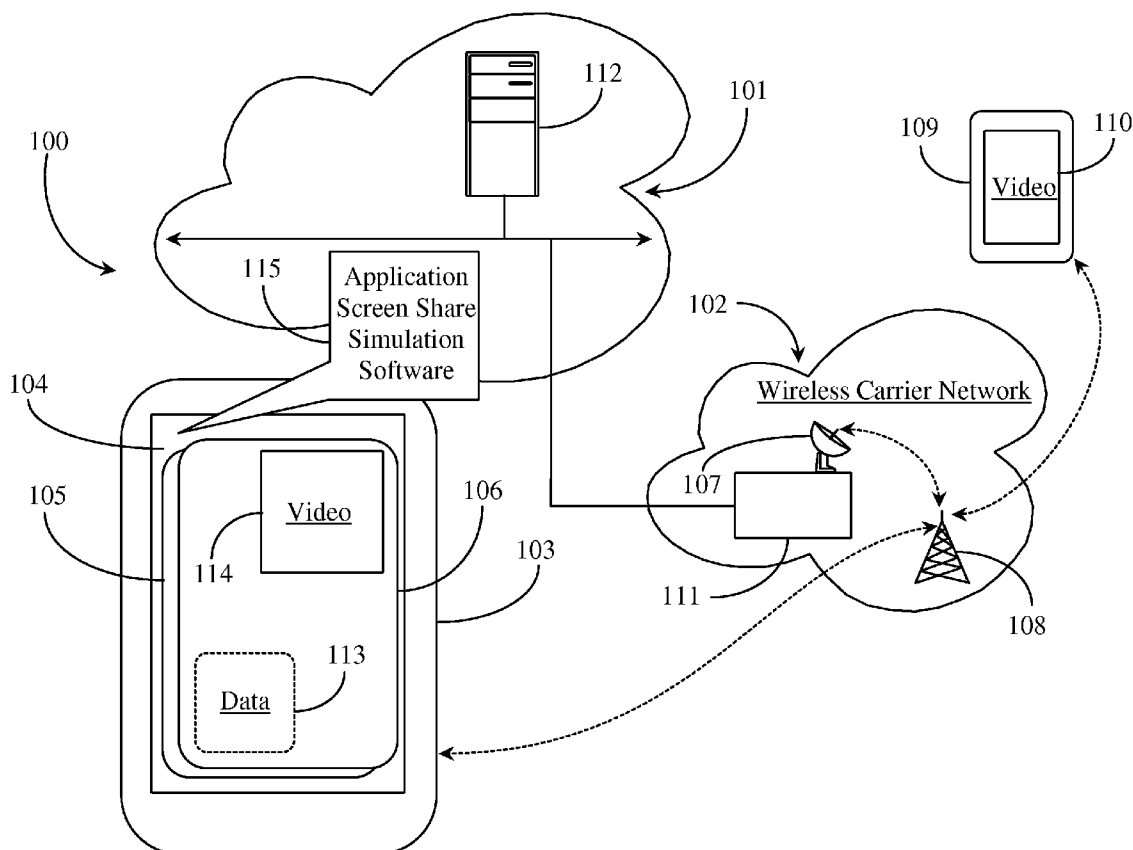 112
101
109
110
Video
100
115
Application
Screen Share
Simulation
Software
102
Wireless Carrier Network
104
107
105
Video
106
103
114
111
108
113
Data